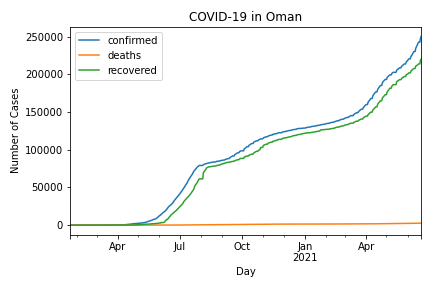 COVID-19 in Oman
confirmed
deaths
recovered
Number of Cases
250000
200000
150000
100000
50000
0
Apr
Jul
Oct
Jan
2021
Apr
Day